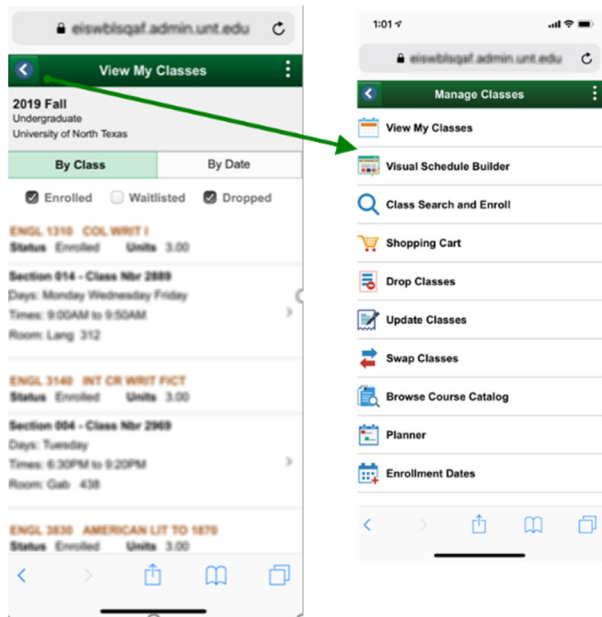 eiswblsqaf.admin.unt.edu
View My Classes
2019 Fall
Undergraduate
University of North Texas
By Class
By Date
Enrolled
Waitlisted
Dropped
ENGL 1310 COL WRIT I
Status Enrolled Units 3.00
Section 014 - Class Nbr 2889
Days: Monday Wednesday Friday
Times: 9:00AM to 9:50AM
Room: Lang 312
ENGL 3140 INT CR WRIT FICT
Status Enrolled Units 3.00
Section 004 - Class Nbr 2969
Days: Tuesday
Times: 6:30PM to 9:20PM
Room: Gab 438
ENGL 3830 AMERICAN LIT TO 1870
Status Enrolled Units 3.00
1:01
eiswblsqaf.admin.unt.edu
Manage Classes
View My Classes
Visual Schedule Builder
Class Search and Enroll
Shopping Cart
Drop Classes
Update Classes
Swap Classes
Browse Course Catalog
Planner
Enrollment Dates